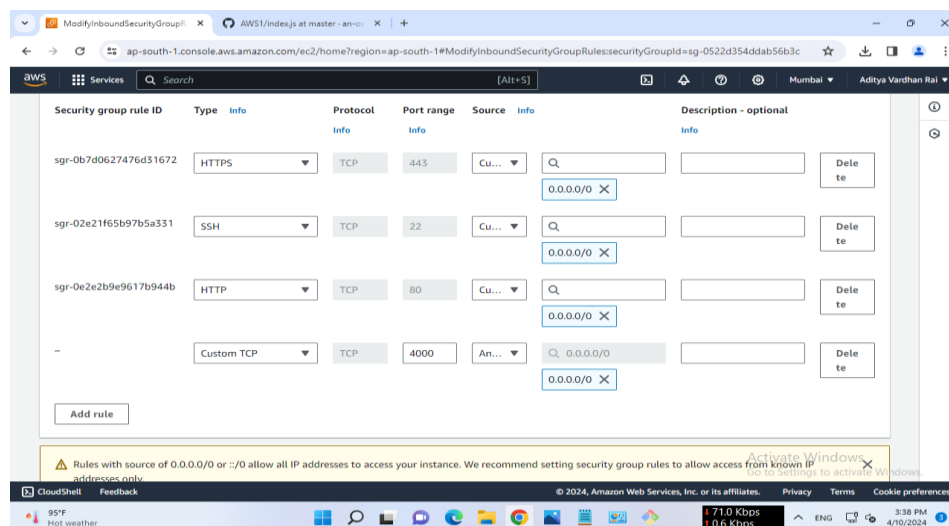 ModifyInboundSecurityGroupR
AWS1/index.js at master · an-o
ap-south-1.console.aws.amazon.com/ec2/home?region=ap-south-1#ModifyInboundSecurityGroupRules:securityGroupId=sg-0522d354ddab56b3c
aws Services Search [Alt+S] Mumbai Aditya Vardhan Rai
Security group rule ID Type Info Protocol Port range Source Info Description - optional
Info Info Info
sgr-0b7d0627476d31672 HTTPS TCP 443 Cu... Dele
te
0.0.0.0/0
sgr-02e21f65b97b5a331 SSH TCP 22 Cu... Dele
te
0.0.0.0/0
sgr-0e2e2b9e9617b944b HTTP TCP 80 Cu... Dele
te
0.0.0.0/0
– Custom TCP TCP 4000 An... 0.0.0.0/0 Dele
te
0.0.0.0/0
Add rule
Rules with source of 0.0.0.0/0 or ::/0 allow all IP addresses to access your instance. We recommend setting security group rules to allow access from known IP
addresses only.
Activate Windows
Go to Settings to activate Windows.
CloudShell Feedback © 2024, Amazon Web Services, Inc. or its affiliates. Privacy Terms Cookie preferences
95°F
Hot weather
71.0 Kbps
0.6 Kbps
ENG
3:38 PM
4/10/2024